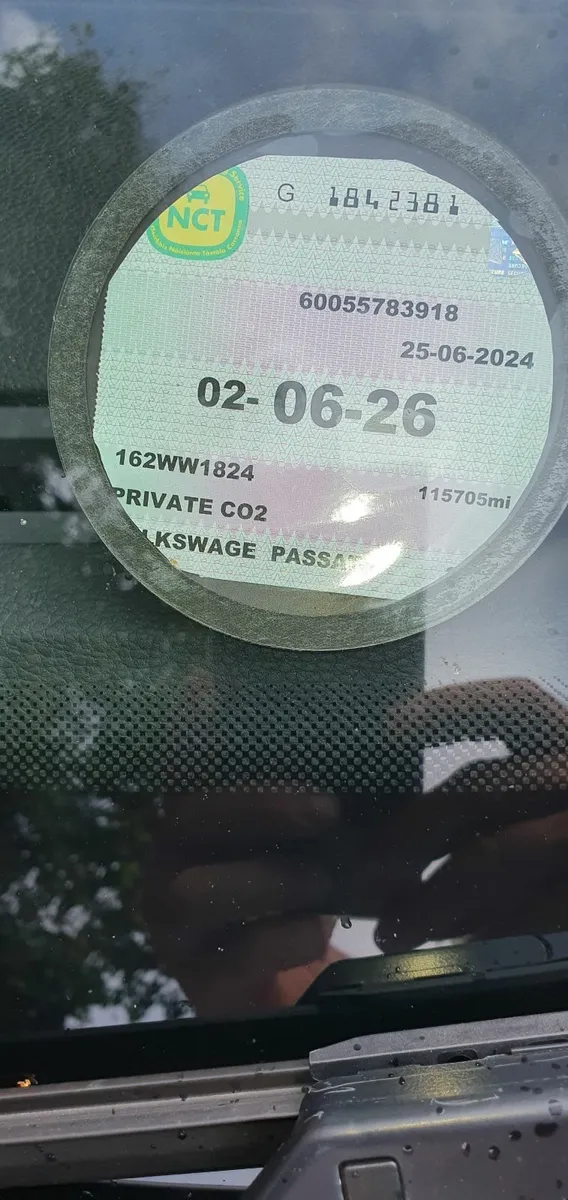 NCT
G 1842381
60055783918
25-06-2024
02-06-26
162WW1824
115705mi
PRIVATE CO2
LKSWAGE PASSA